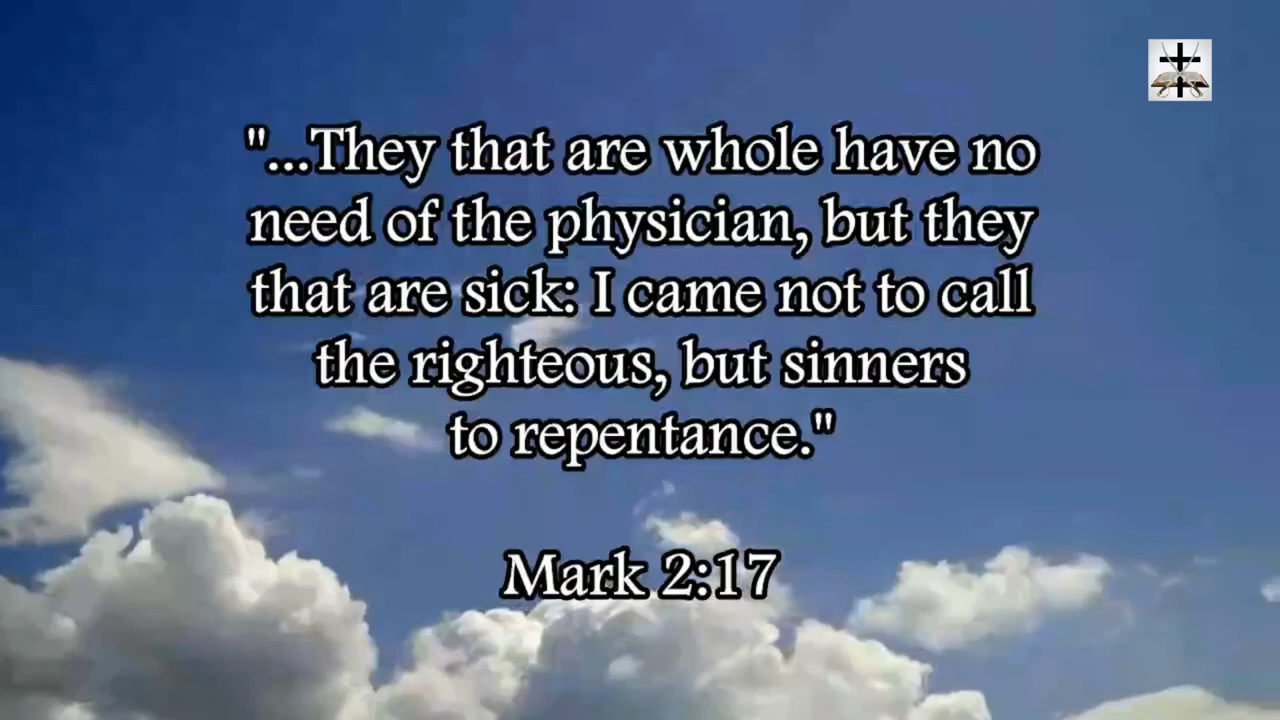 "...They that are whole have no
need of the physician, but they
that are sick: I came not to call
the righteous, but sinners
to repentance."
Mark 2:17